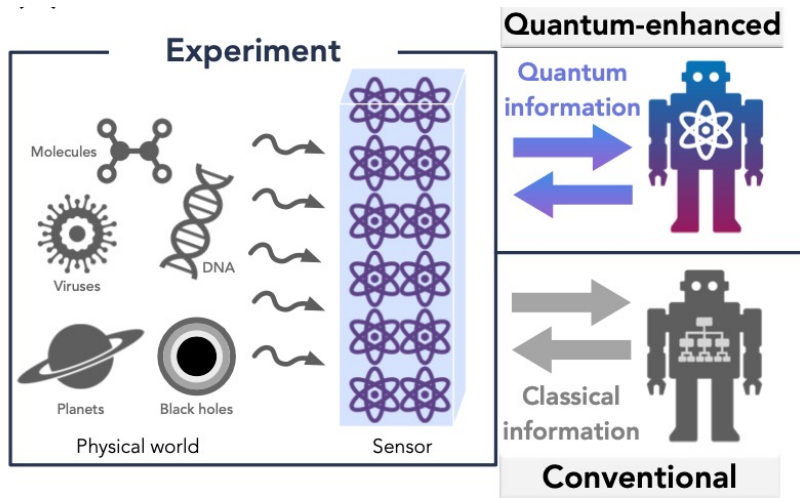 Quantum-enhanced
Experiment
Quantum
information
Molecules
DNA
Viruses
Planets
Black holes
Physical world
Sensor
Classical
information
Conventional